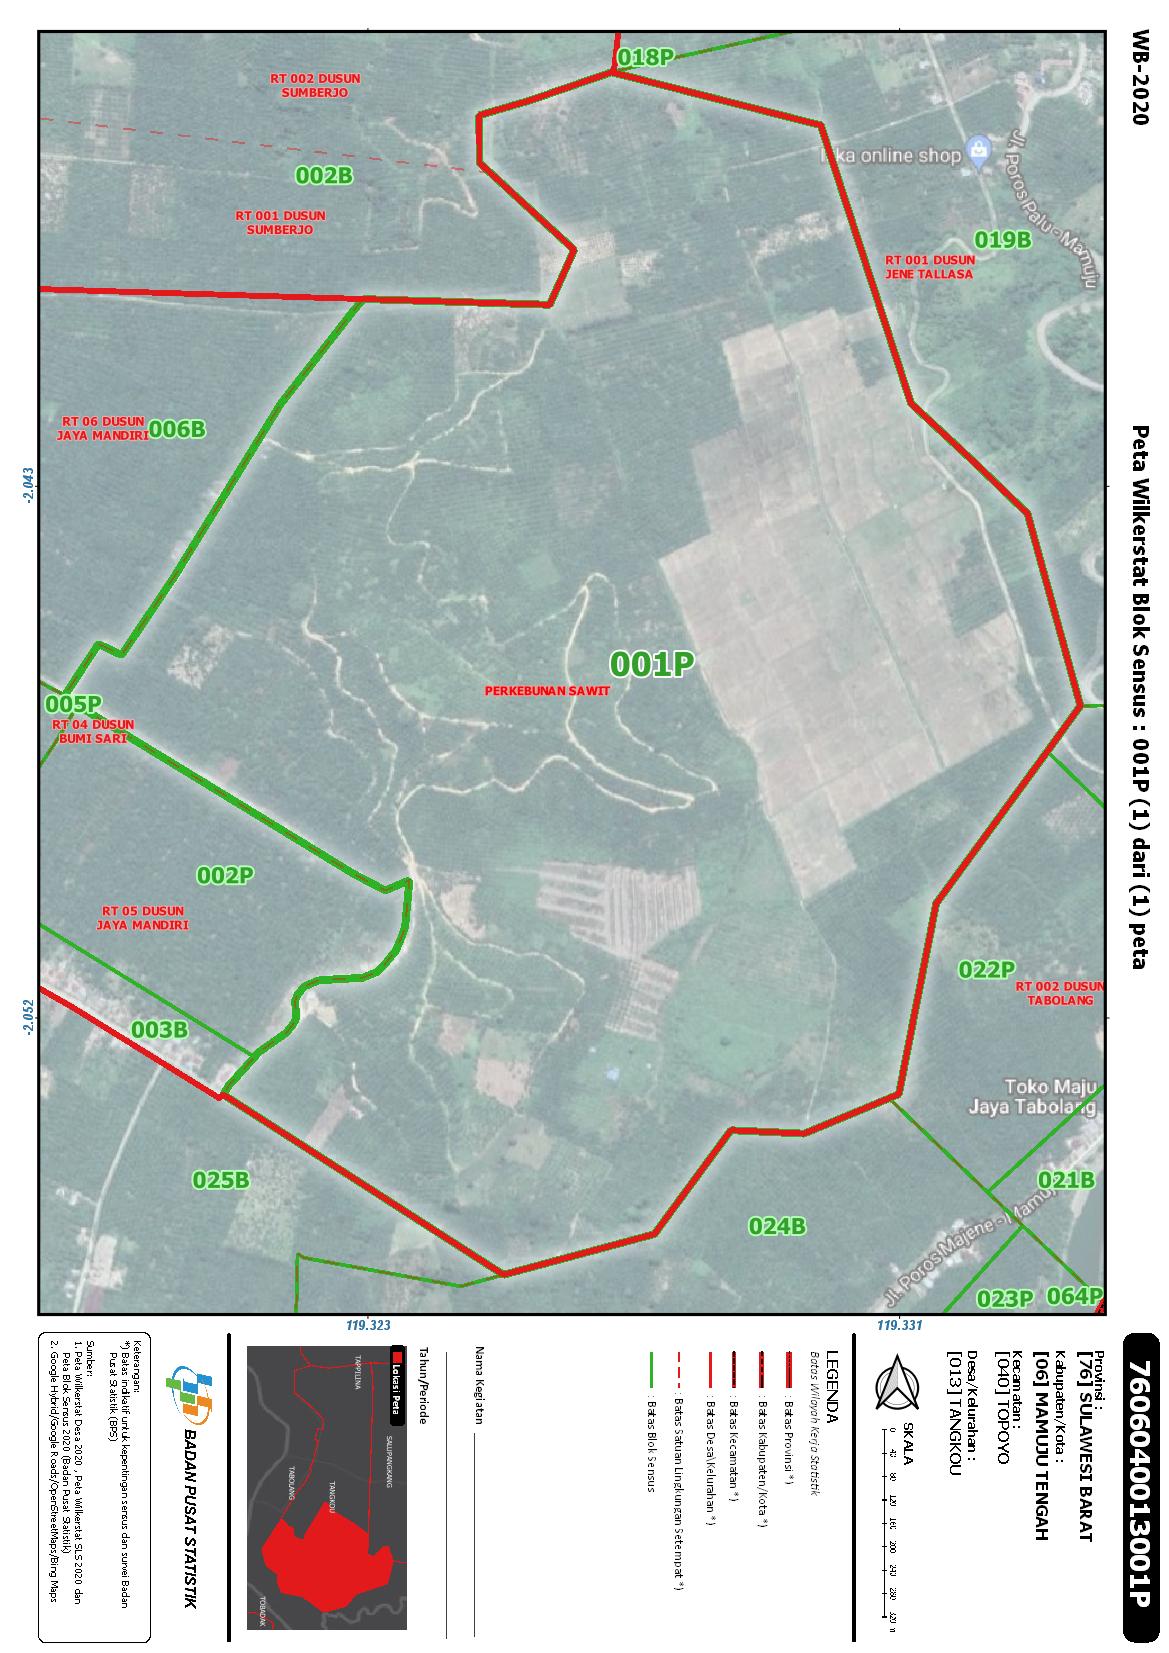 WB-2020
Peta Wilkerstat Blok Sensus : 001P (1) dari (1) peta
018P
RT 002 DUSUN
SUMBERJO
002B
RT 001 DUSUN
SUMBERJO
ka online shop
Jl. Poros Palu - Mamuju
019B
RT 001 DUSUN
JENE TALLASA
RT 06 DUSUN
JAYA MANDIRI
006B
-2.043
001P
PERKEBUNAN SAWIT
005P
RT 04 DUSUN
BUMI SARI
002P
RT 05 DUSUN
JAYA MANDIRI
022P
RT 002 DUSUN
TABOLANG
-2.052
003B
Toko Maju
Jaya Tabolang
025B
021B
024B
Jl. Poros Majene - Mamuju
023P
064P
119.323
119.331
7606040013001P
Provinsi :
[76] SULAWESI BARAT
Kabupaten/Kota :
[06] MAMUJU TENGAH
Kecamatan :
[040] TOPOYO
Desa/Kelurahan :
[013] TANGKOU
SKALA
0 40 80 120 160 200 240 280 320 m
LEGENDA
Batas Wilayah Kerja Statistik
: Batas Provinsi *)
: Batas Kabupaten/Kota *)
: Batas Kecamatan *)
: Batas Desa\Kelurahan *)
: Batas Satuan Lingkungan Setempat *)
: Batas Blok Sensus
Nama Kegiatan
Tahun/Periode
Lokasi Peta
TAPPILINA
SALUPANGKANG
TABOLANG
TANGKOU
TOBADAK
BADAN PUSAT STATISTIK
Keterangan:
*) Batas indikatif untuk kepentingan sensus dan survei Badan
Pusat Statistik (BPS)
Sumber:
1. Peta Wilkerstat Desa 2020 , Peta Wilkerstat SLS 2020 dan
Peta Blok Sensus 2020 (Badan Pusat Statistik)
2. Google Hybrid/Google Roads/OpenStreetMaps/Bing Maps